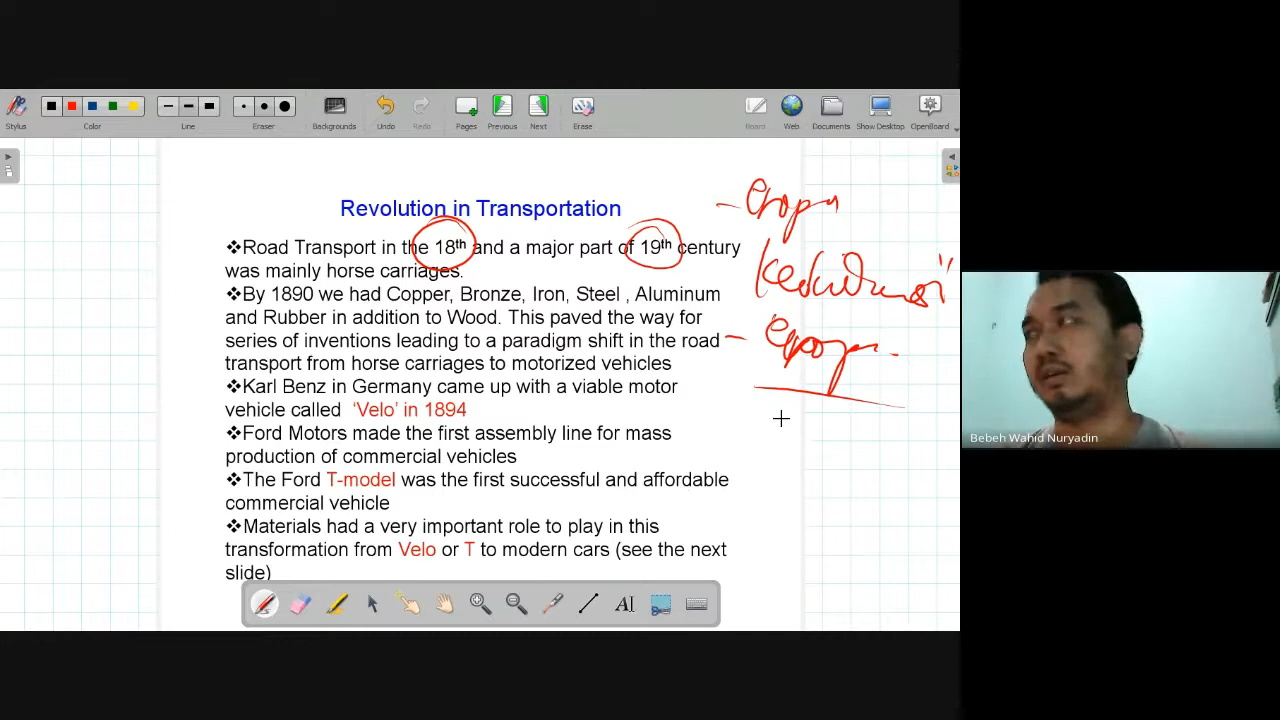 Stylus Color Line Eraser Backgrounds Undo Redo Pages Previous Next Erase Board Web Documents Show Desktop OpenBoard
Revolution in Transportation
❖Road Transport in the 18th and a major part of 19th century
was mainly horse carriages.
❖By 1890 we had Copper, Bronze, Iron, Steel , Aluminum
and Rubber in addition to Wood. This paved the way for
series of inventions leading to a paradigm shift in the road
transport from horse carriages to motorized vehicles
❖Karl Benz in Germany came up with a viable motor
vehicle called ‘Velo’ in 1894
❖Ford Motors made the first assembly line for mass
production of commercial vehicles
❖The Ford T-model was the first successful and affordable
commercial vehicle
❖Materials had a very important role to play in this
transformation from Velo or T to modern cars (see the next
slide)
Bebeh Wahid Nuryadin